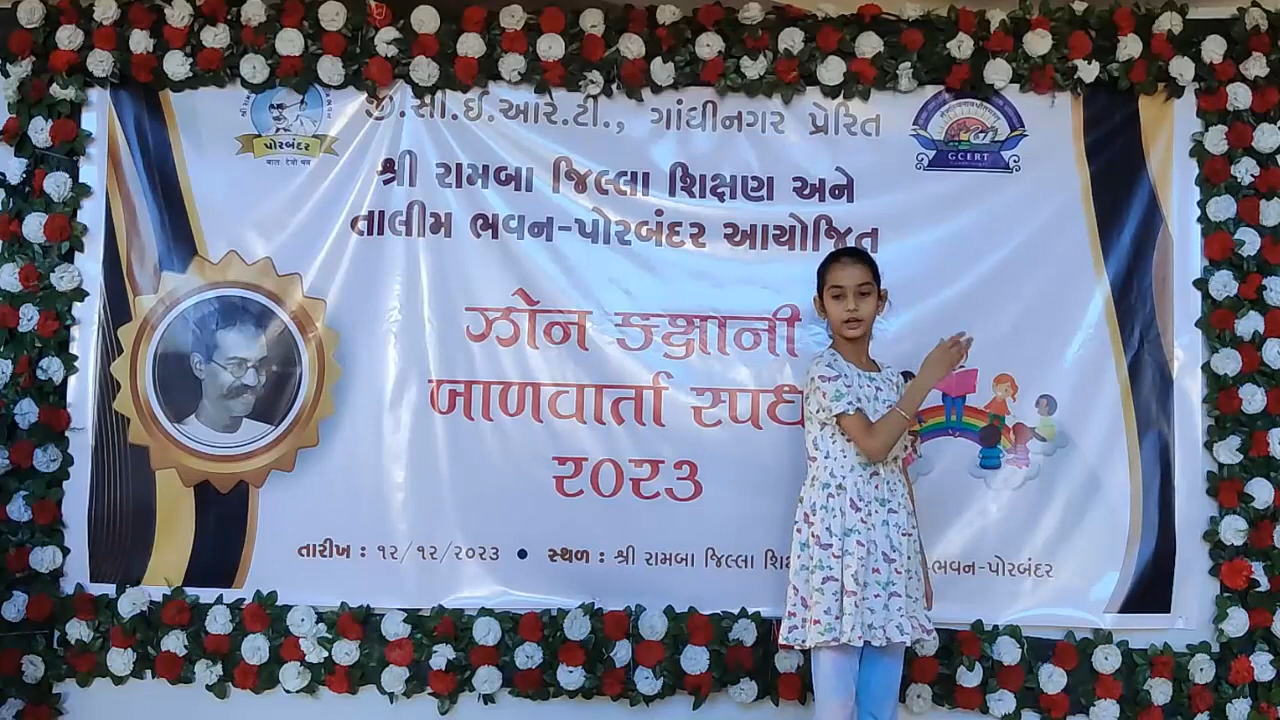 જી.સી.ઈ.આર.ટી., ગાંધીનગર પ્રેરિત
પોરબંદર
GCERT
શ્રી રામબા જિલ્લા શિક્ષણ અને
તાલીમ ભવન-પોરબંદર આયોજિત
ઝોન કક્ષાની
બાળવાર્તા સ્પર્ધા
૨૦૨૩
તારીખ : ૧૨/૧૨/૨૦૨૩ • સ્થળ : શ્રી રામબા જિલ્લા શિક્ષ ભવન-પોરબંદર